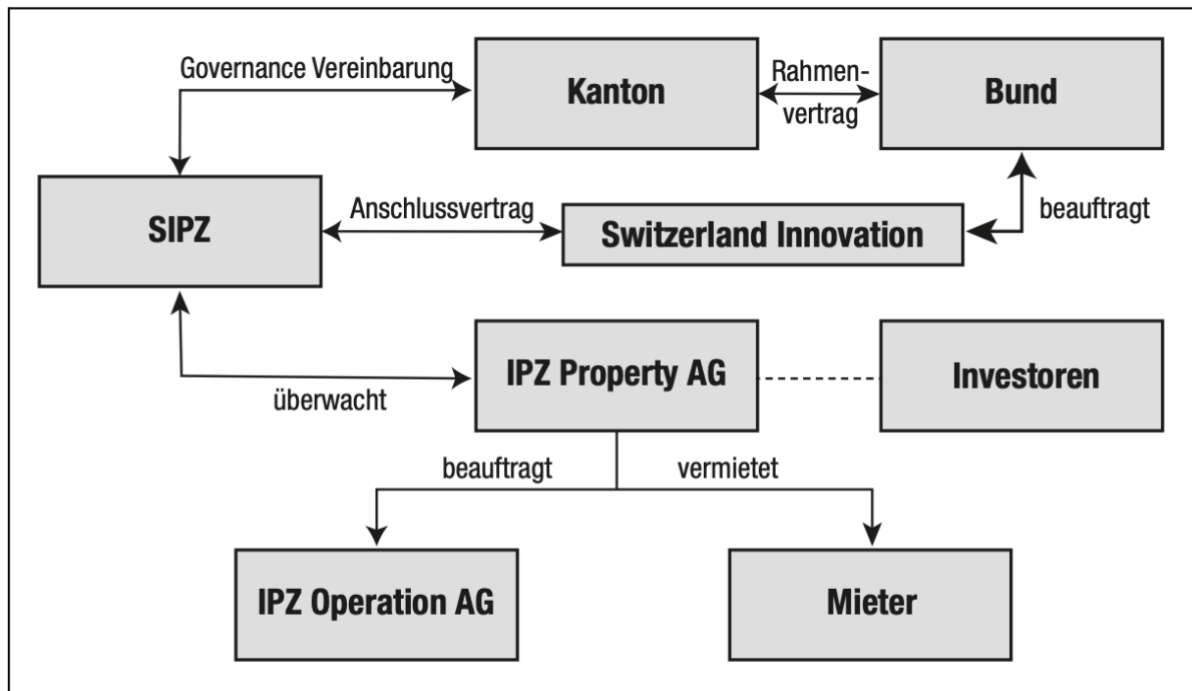 Governance Vereinbarung
Kanton
Rahmen-
vertrag
Bund
SIPZ
Anschlussvertrag
Switzerland Innovation
beauftragt
IPZ Property AG
Investoren
überwacht
beauftragt
vermietet
IPZ Operation AG
Mieter